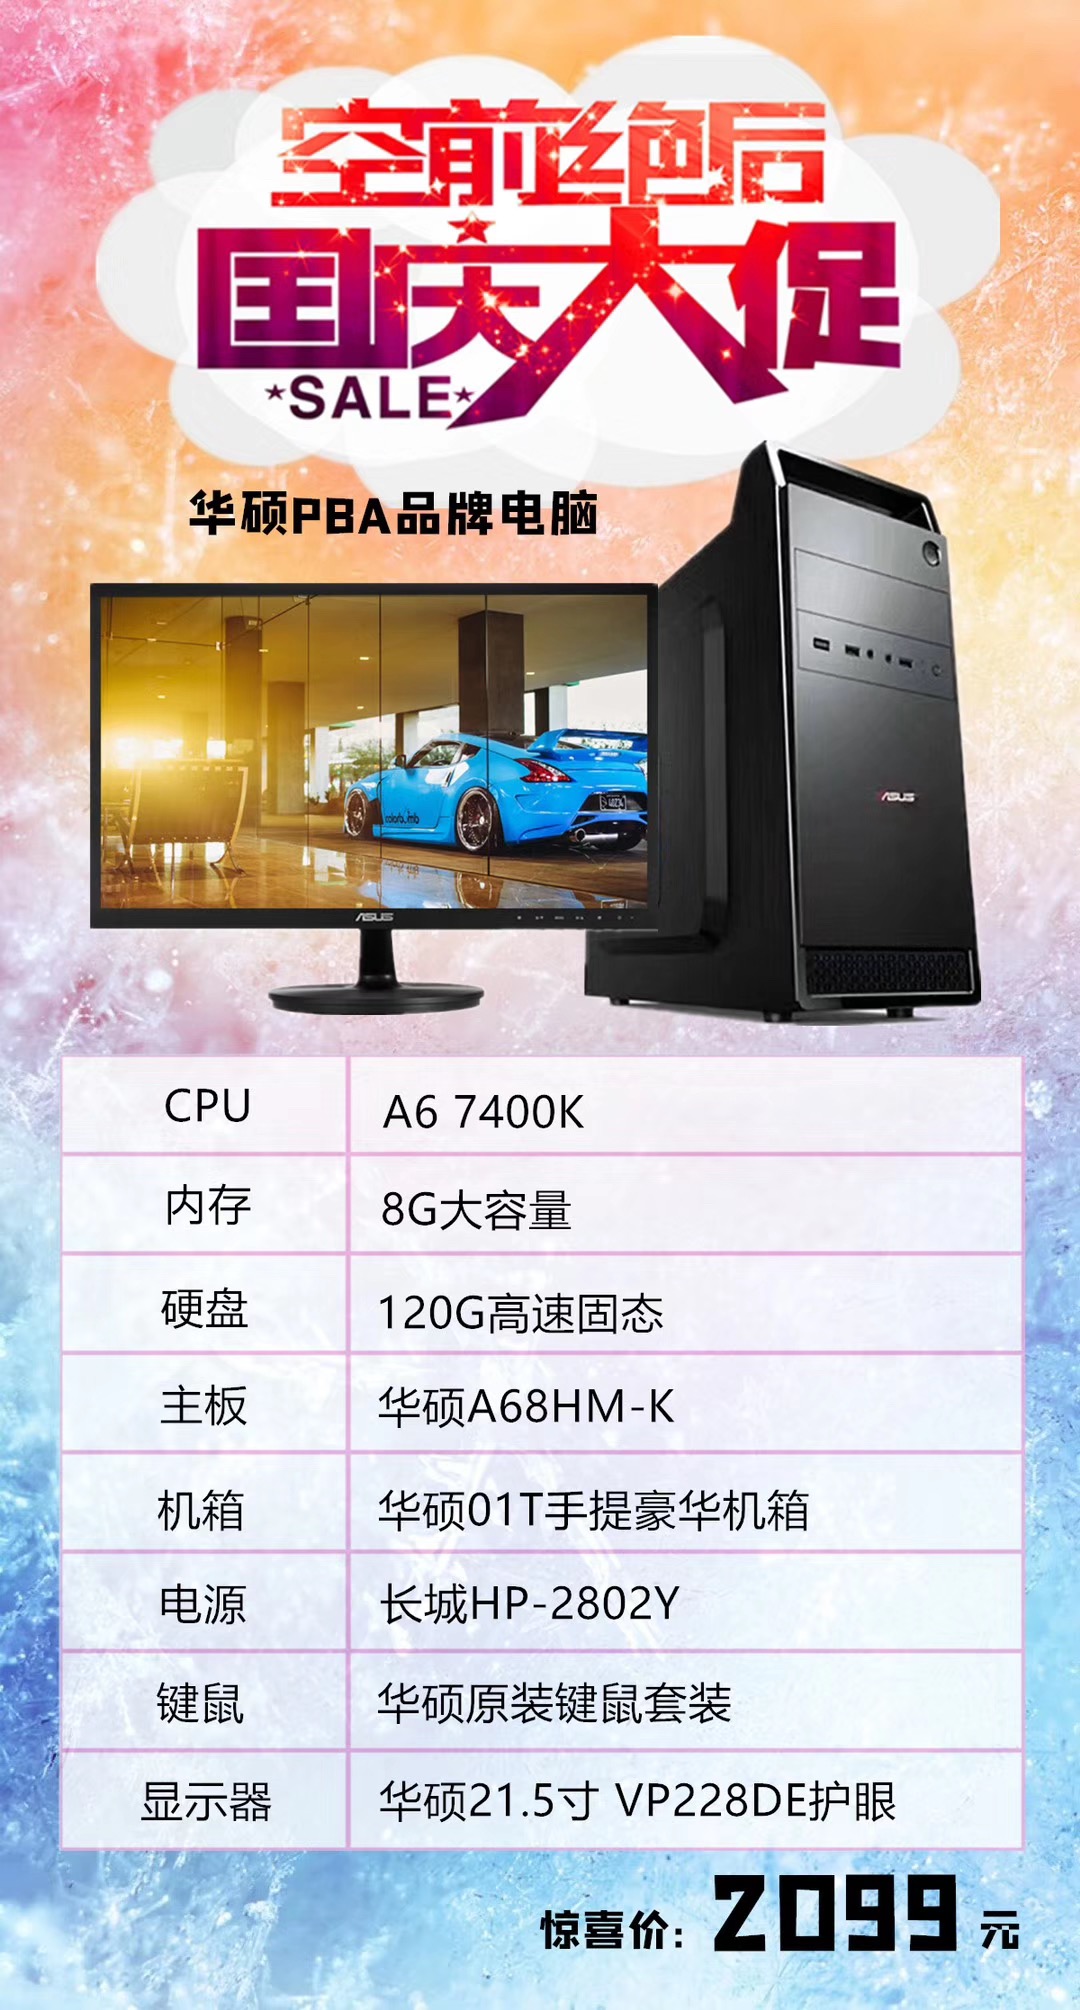 空前绝后
国庆大促
SALE
华硕PBA品牌电脑
colorbomb
ASUS
ASUS
CPU A6 7400K
内存 8G大容量
硬盘 120G高速固态
主板 华硕A68HM-K
机箱 华硕01T手提豪华机箱
电源 长城HP-2802Y
键鼠 华硕原装键鼠套装
显示器 华硕21.5寸 VP228DE护眼
惊喜价: 2099 元